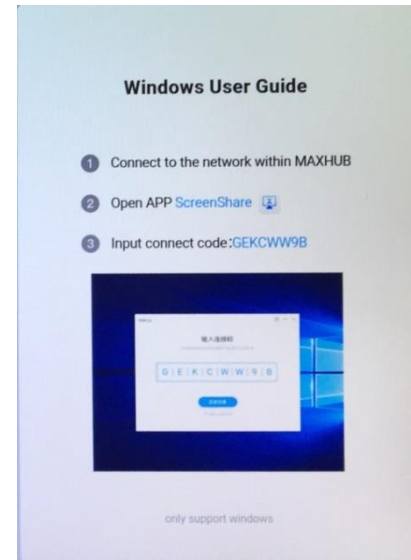 Windows User Guide
1 Connect to the network within MAXHUB
2 Open APP ScreenShare
3 Input connect code:GEKCWW9B
输入连接码
G E K C W W 9 B
only support windows